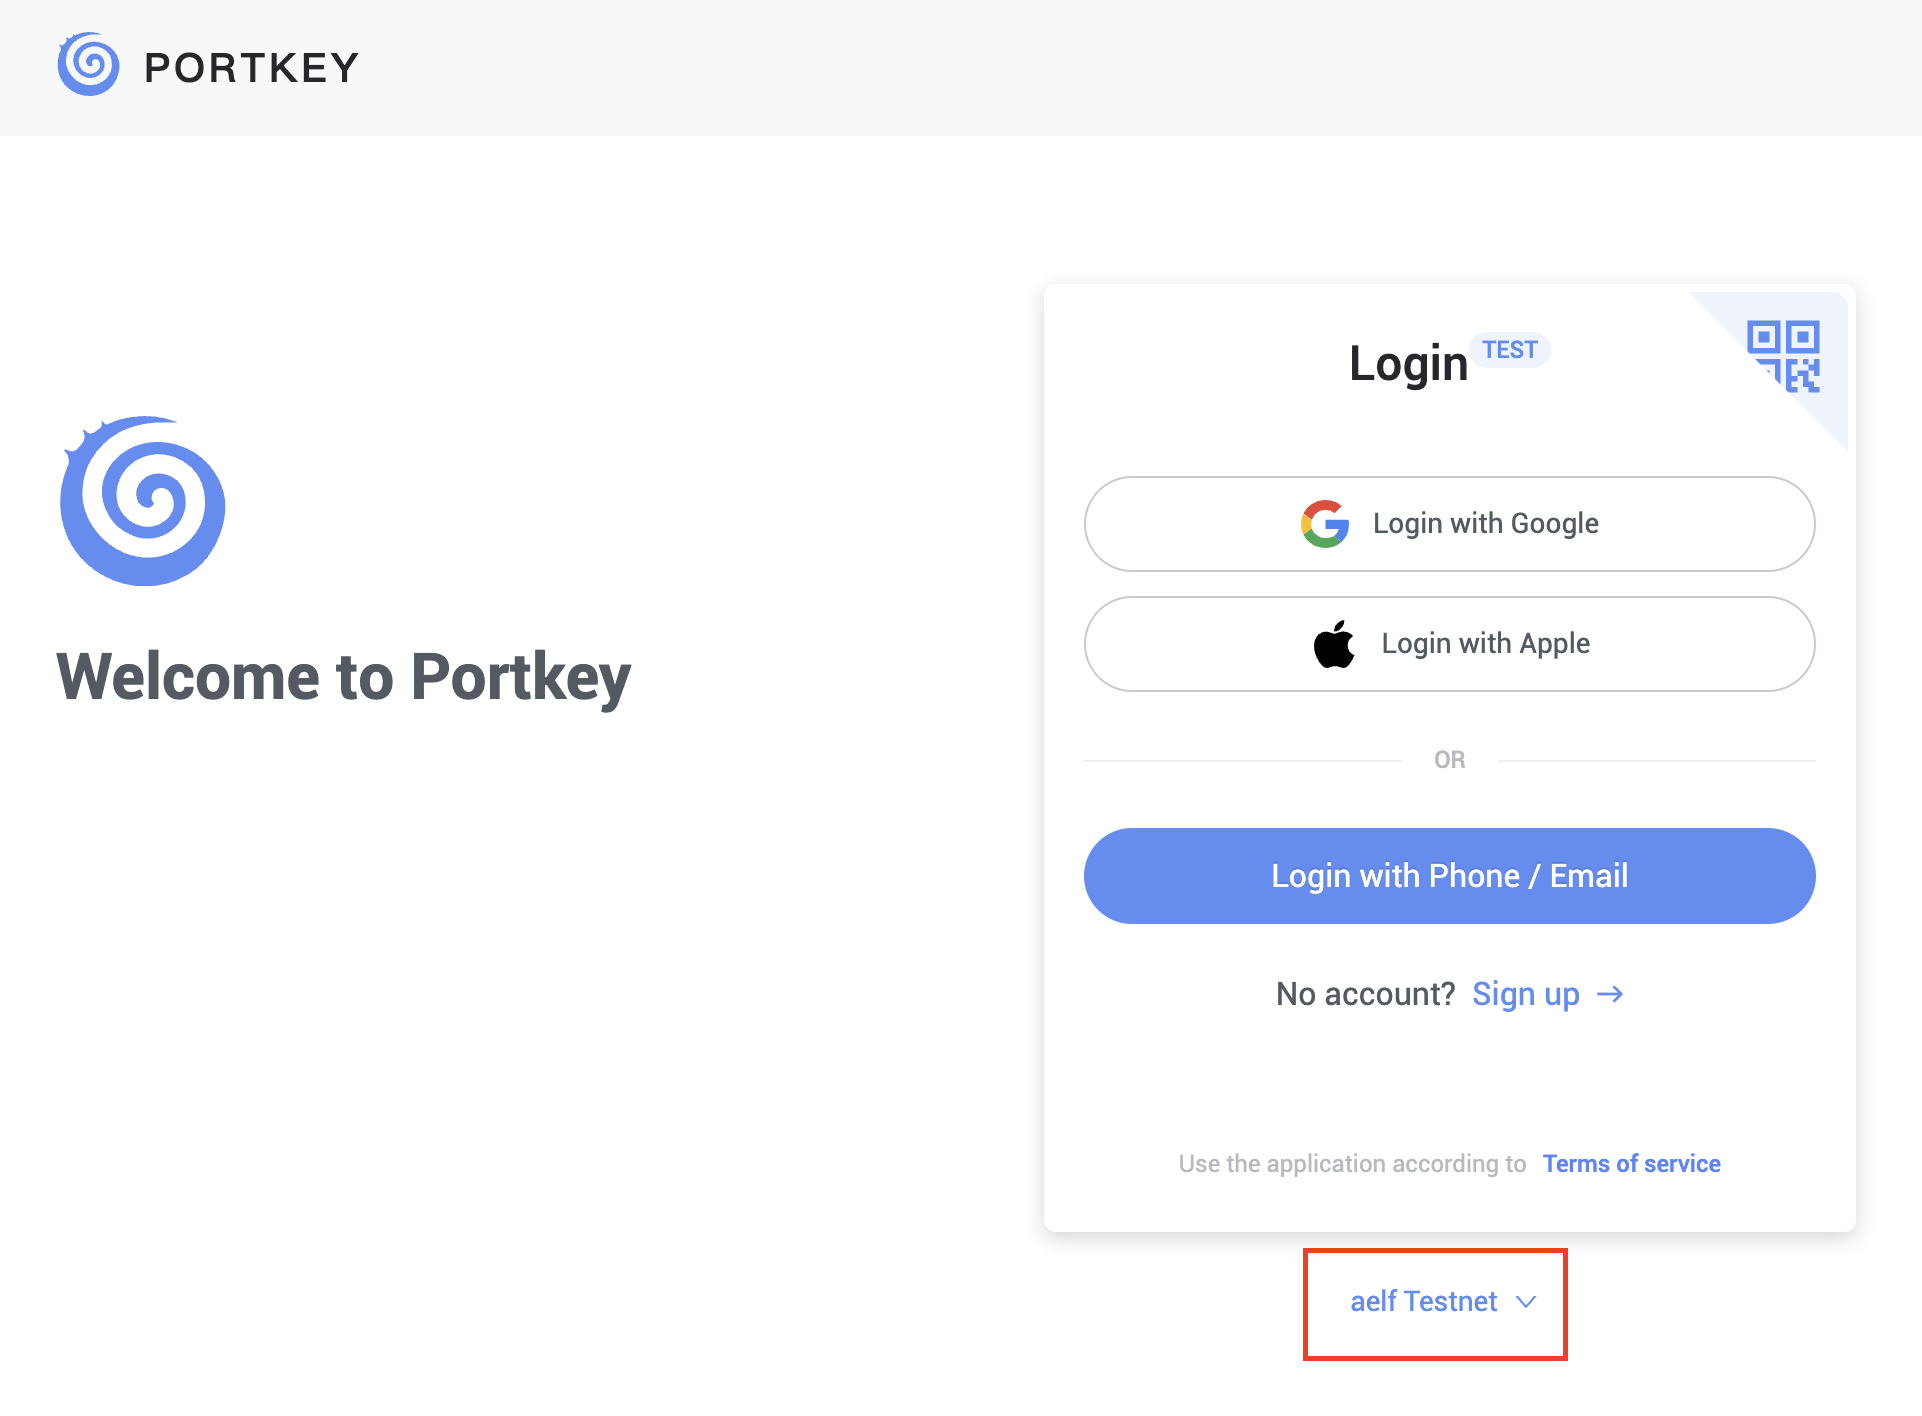 PORTKEY
Welcome to Portkey
Login TEST
Login with Google
Login with Apple
OR
Login with Phone / Email
No account? Sign up →
Use the application according to Terms of service
aelf Testnet